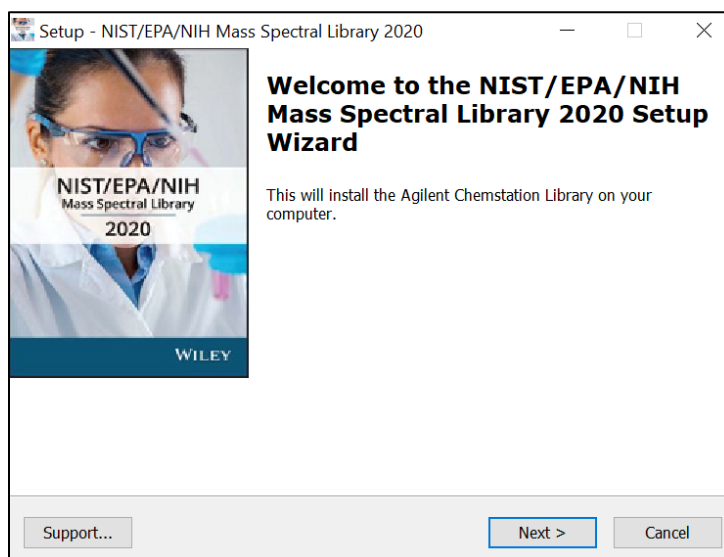 Setup - NIST/EPA/NIH Mass Spectral Library 2020
NIST/EPA/NIH
Mass Spectral Library
2020
WILEY
Welcome to the NIST/EPA/NIH
Mass Spectral Library 2020 Setup
Wizard
This will install the Agilent Chemstation Library on your
computer.
Support...
Next >
Cancel